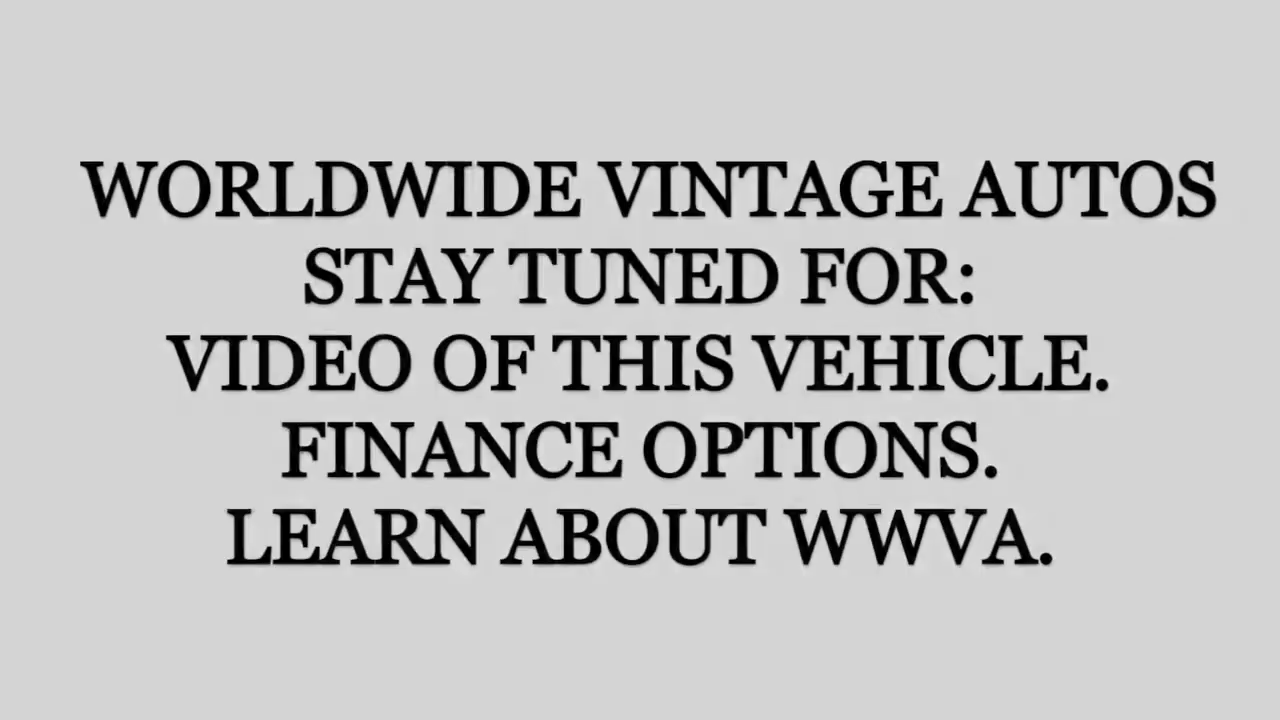 WORLDWIDE VINTAGE AUTOS
STAY TUNED FOR:
VIDEO OF THIS VEHICLE.
FINANCE OPTIONS.
LEARN ABOUT WWVA.